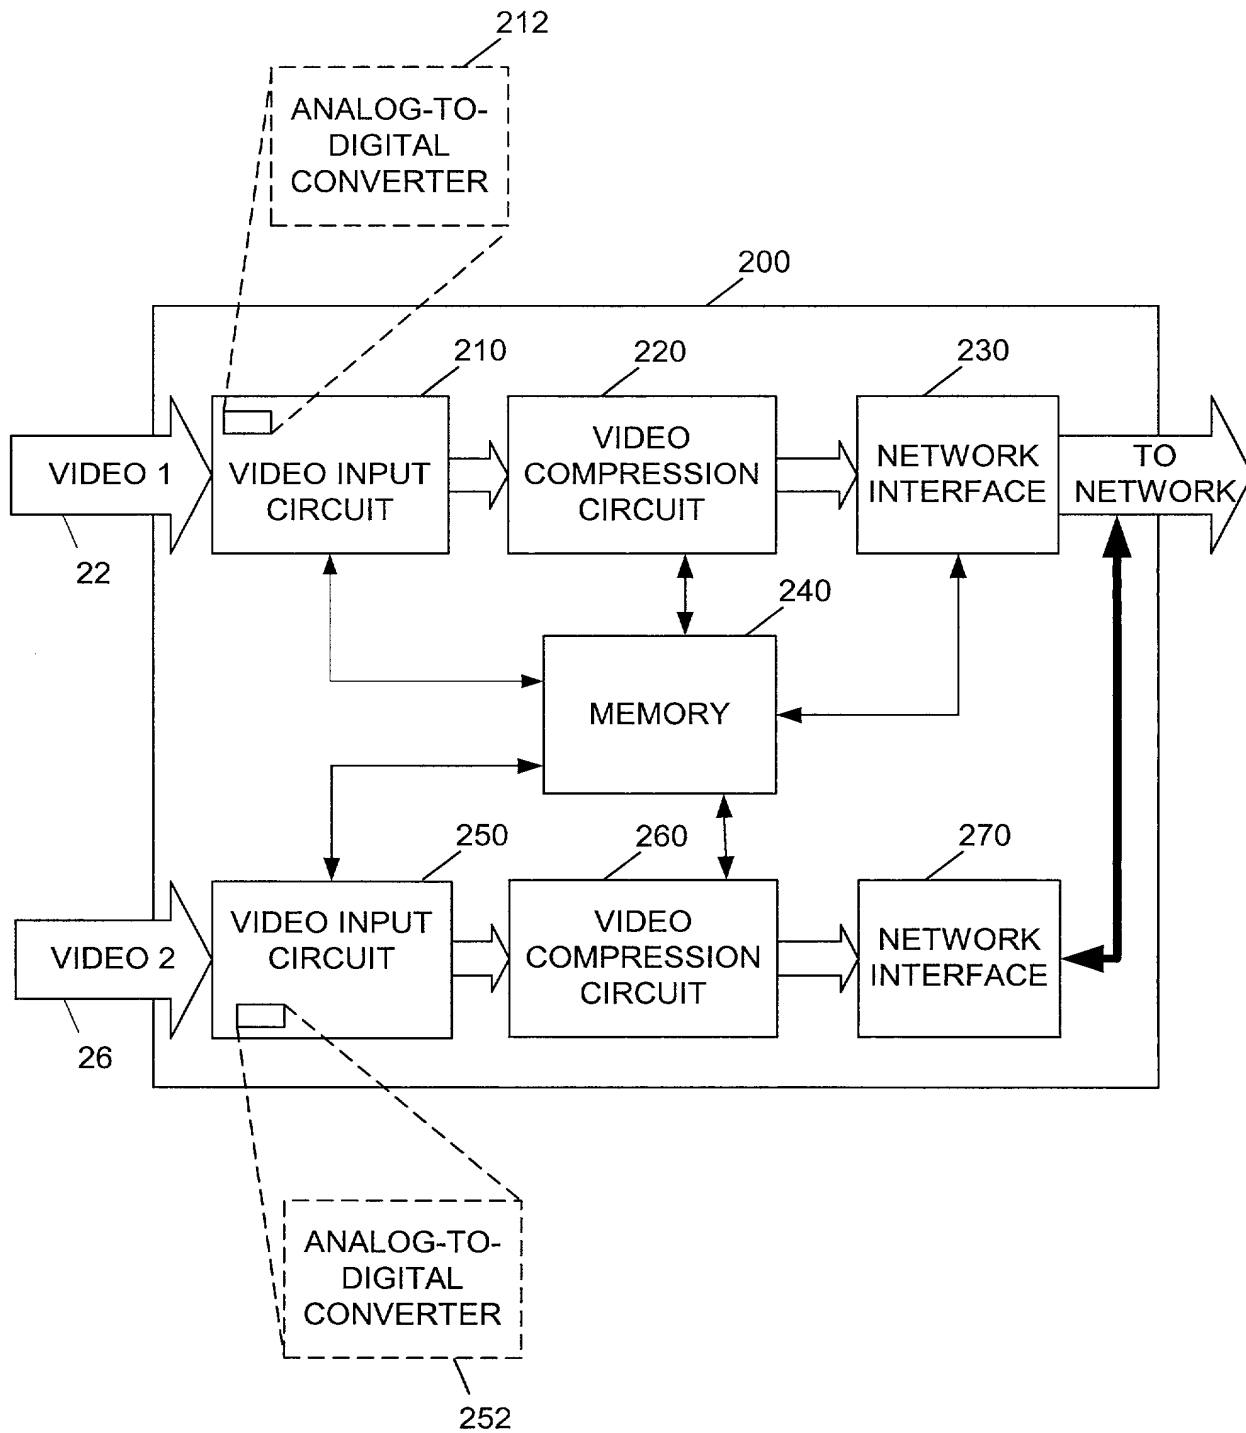 212
ANALOG-TO-
DIGITAL
CONVERTER
200
210
220
230
VIDEO 1
VIDEO INPUT
CIRCUIT
VIDEO
COMPRESSION
CIRCUIT
NETWORK
INTERFACE
TO
NETWORK
22
240
MEMORY
250
260
270
VIDEO 2
VIDEO INPUT
CIRCUIT
VIDEO
COMPRESSION
CIRCUIT
NETWORK
INTERFACE
26
ANALOG-TO-
DIGITAL
CONVERTER
252